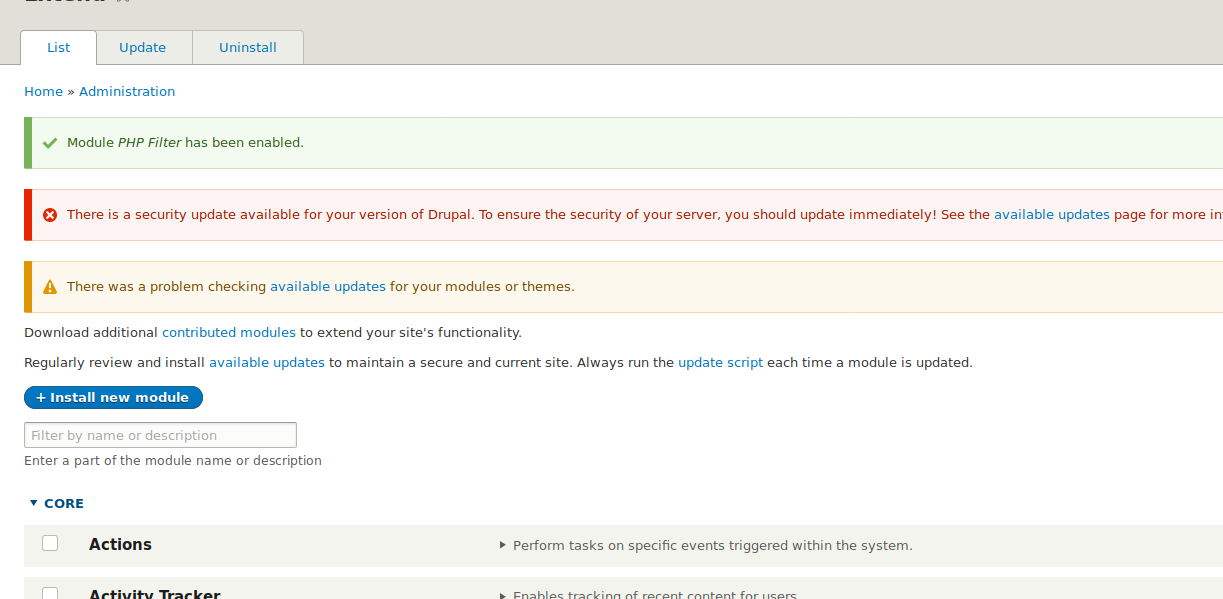 List Update Uninstall
Home » Administration
Module PHP Filter has been enabled.
There is a security update available for your version of Drupal. To ensure the security of your server, you should update immediately! See the available updates page for more
There was a problem checking available updates for your modules or themes.
Download additional contributed modules to extend your site's functionality.
Regularly review and install available updates to maintain a secure and current site. Always run the update script each time a module is updated.
+ Install new module
Filter by name or description
Enter a part of the module name or description
CORE
Actions Perform tasks on specific events triggered within the system.
Activity Tracker Enables tracking of recent content for users.